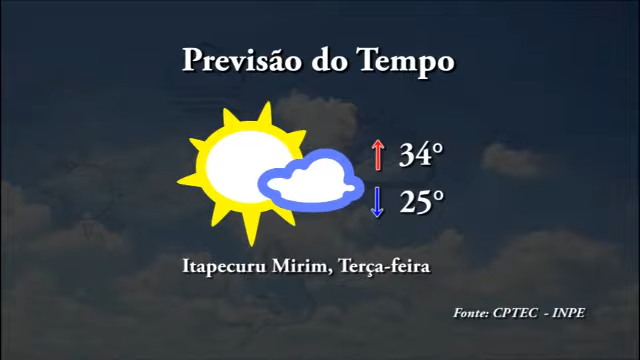 Previsão do Tempo
34°
25°
Itapecuru Mirim, Terça-feira
Fonte: CPTEC - INPE